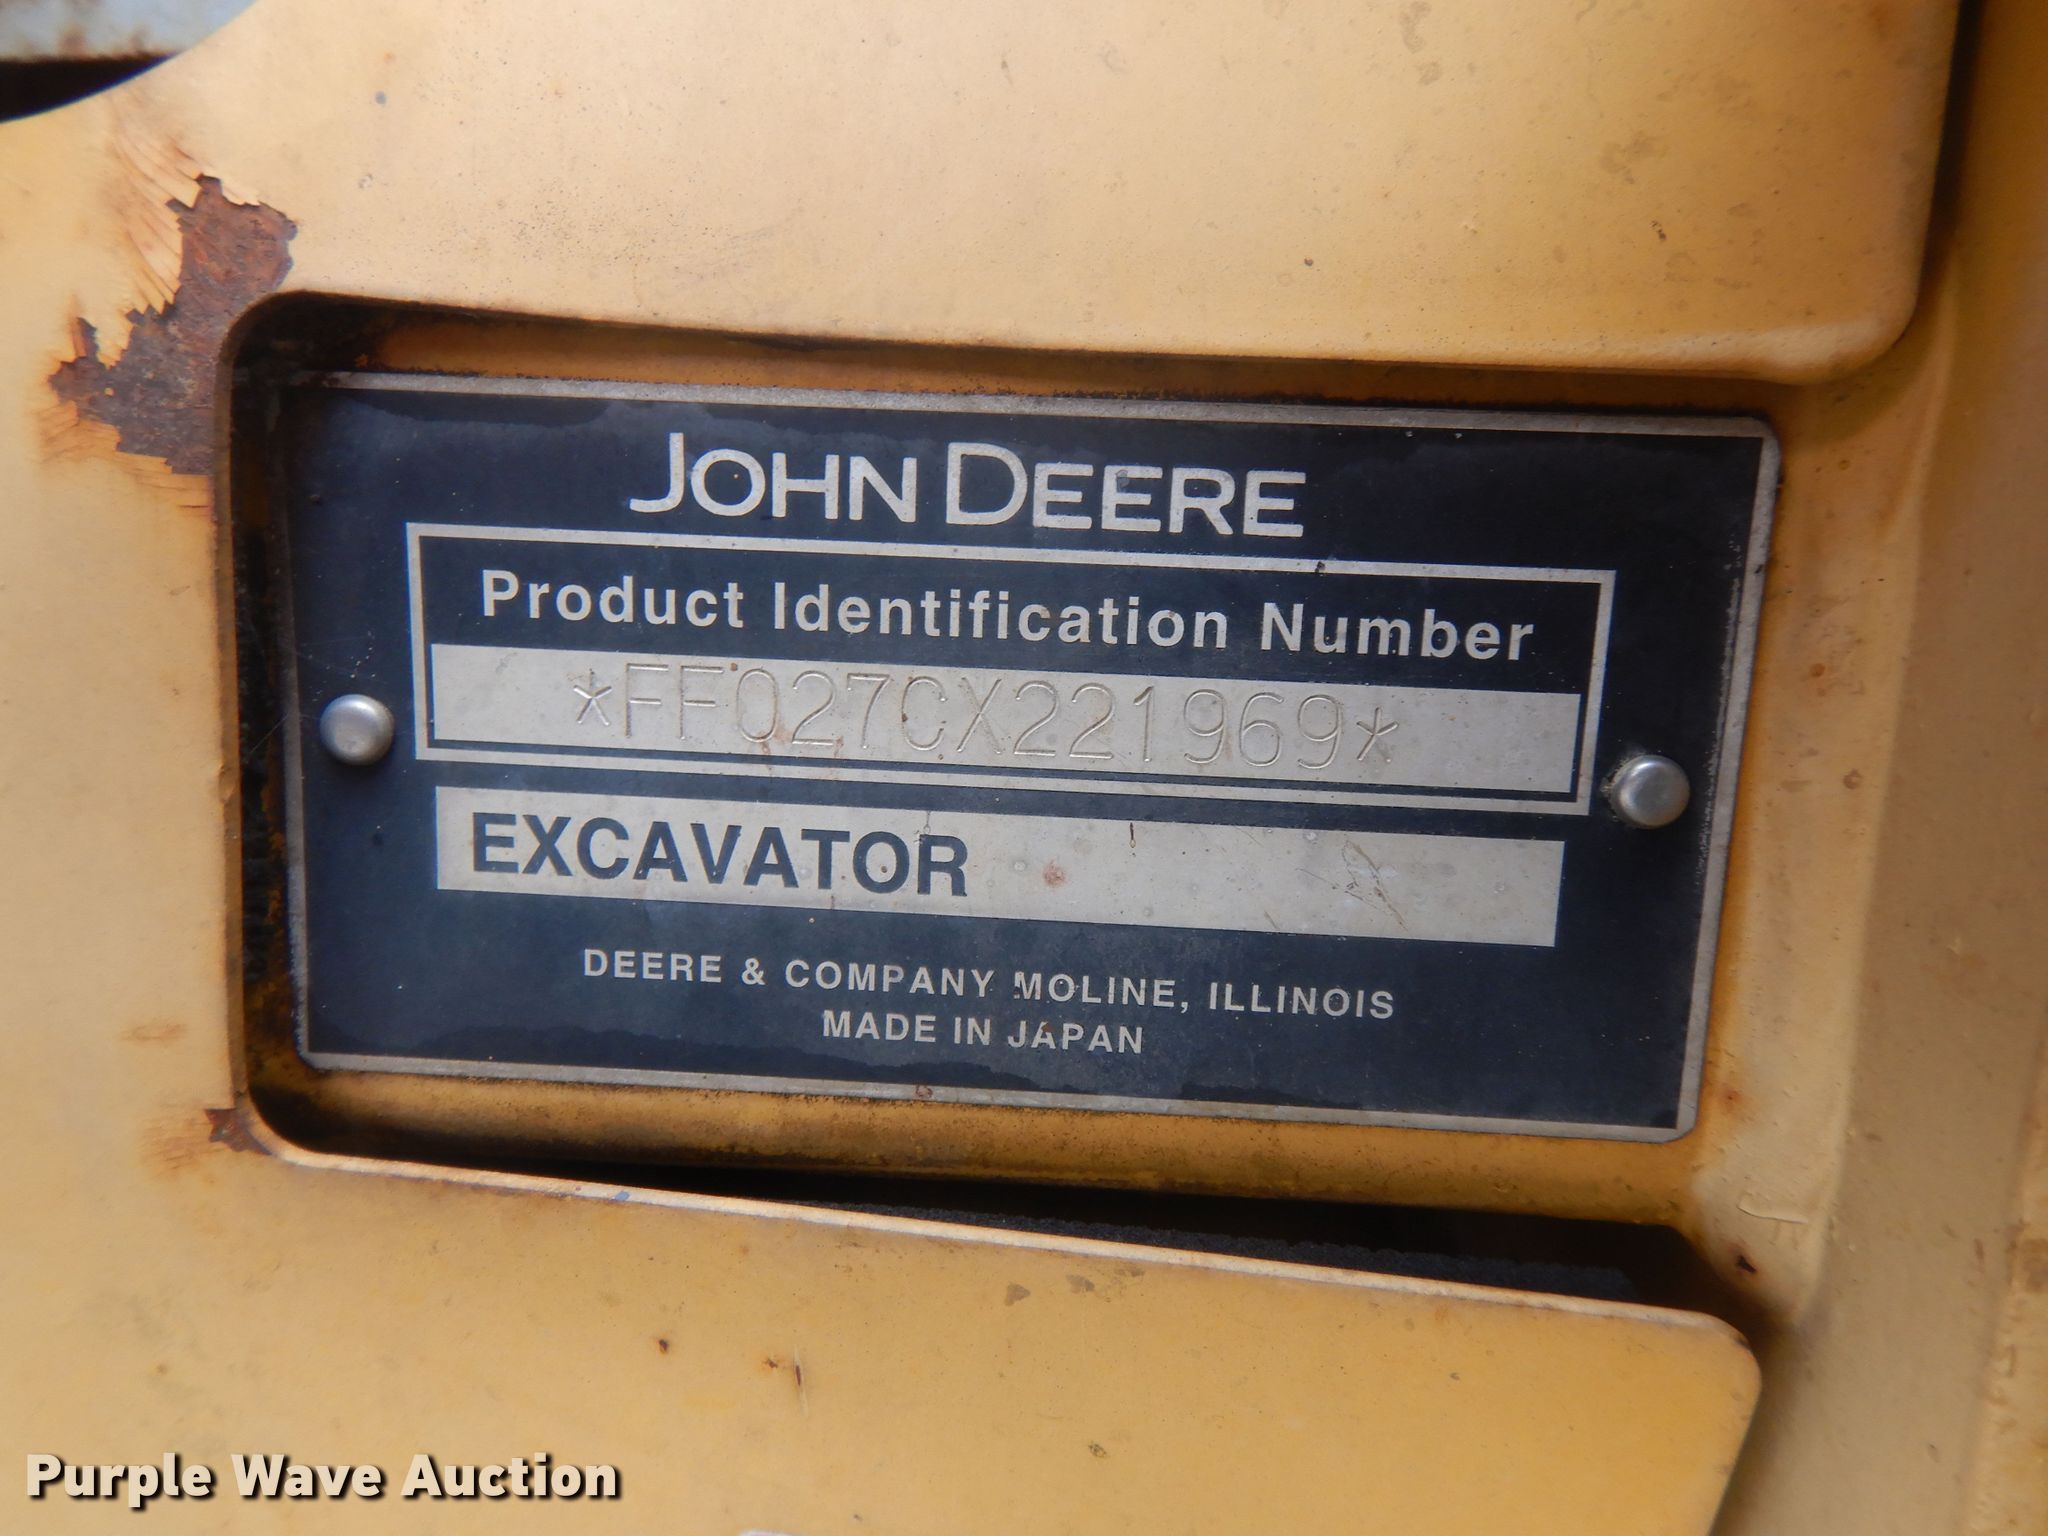 JOHN DEERE
Product Identification Number
*FF027CX221969*
EXCAVATOR
DEERE & COMPANY MOLINE, ILLINOIS
MADE IN JAPAN
Purple Wave Auction